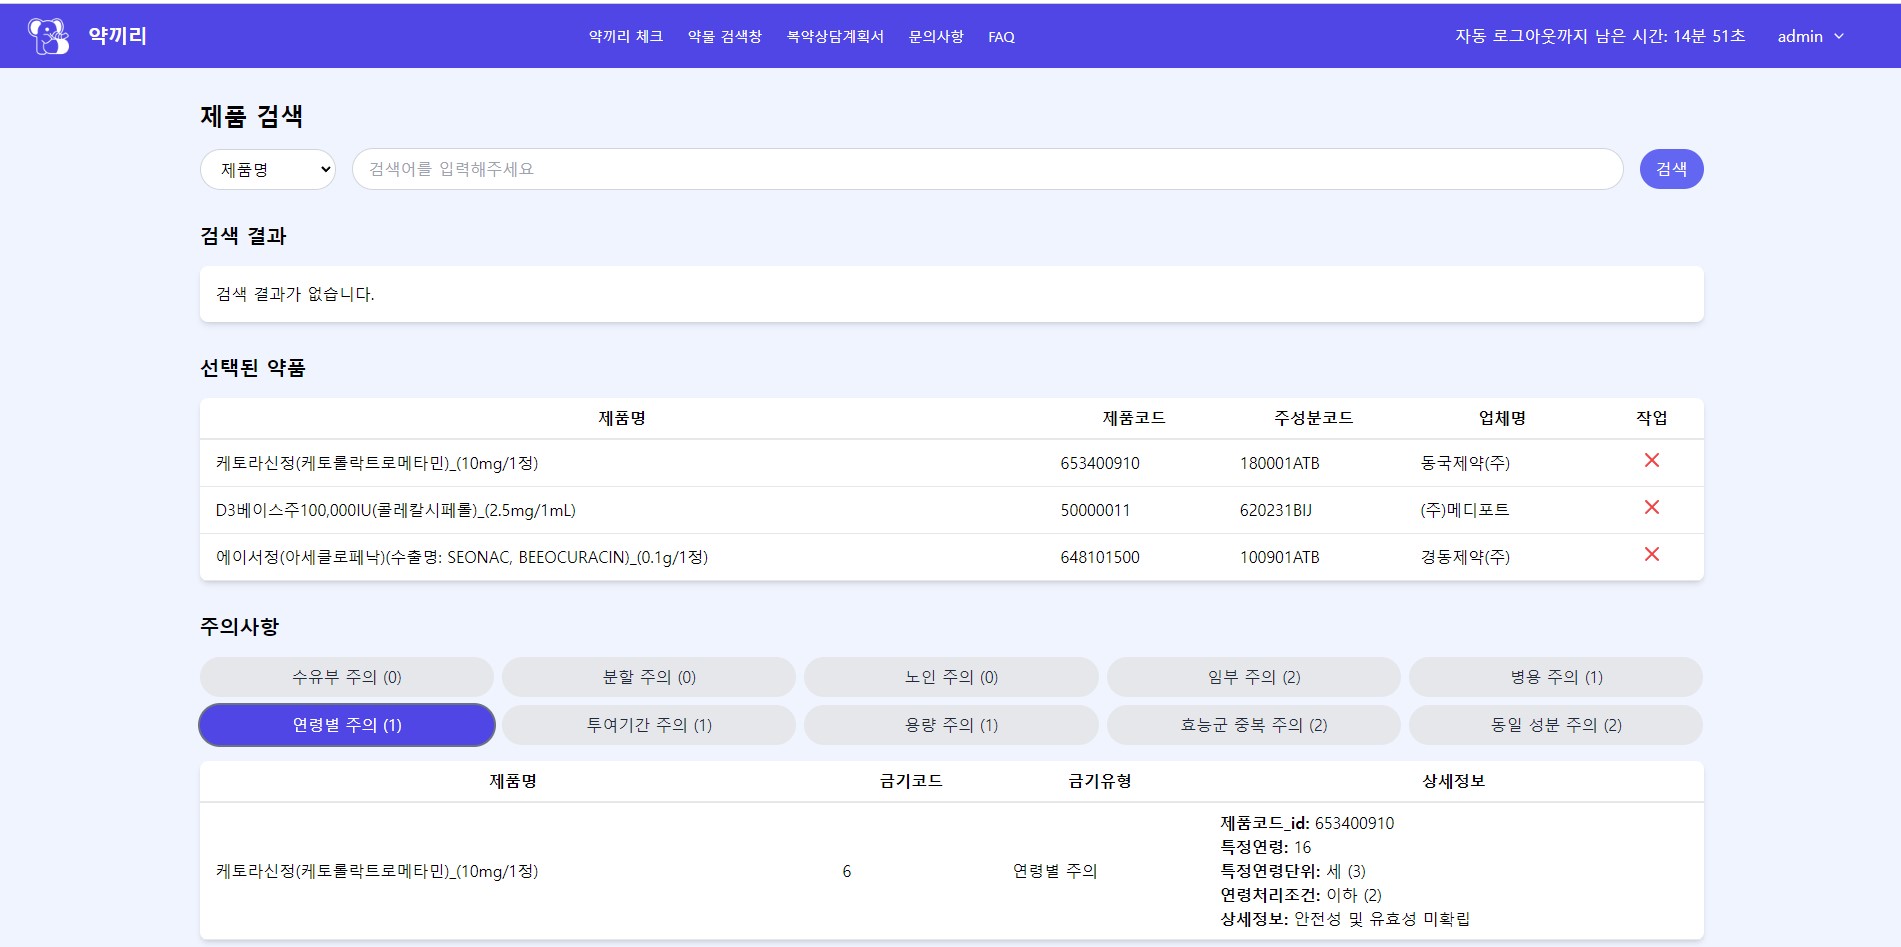 약끼리
약끼리 체크 약물 검색창 복약상담계획서 문의사항 FAQ
자동 로그아웃까지 남은 시간: 14분 51초 admin
제품 검색
제품명 검색어를 입력해주세요 검색
검색 결과
검색 결과가 없습니다.
선택된 약품
제품명 제품코드 주성분코드 업체명 작업
케토라신정(케토롤락트로메타민)_(10mg/1정) 653400910 180001ATB 동국제약(주)
D3베이스주100,000IU(콜레칼시페롤)_(2.5mg/1mL) 50000011 620231BIJ (주)메디포트
에이서정(아세클로페낙)(수출명: SEONAC, BEEOCURACIN)_(0.1g/1정) 648101500 100901ATB 경동제약(주)
주의사항
수유부 주의 (0) 분할 주의 (0) 노인 주의 (0) 임부 주의 (2) 병용 주의 (1)
연령별 주의 (1) 투여기간 주의 (1) 용량 주의 (1) 효능군 중복 주의 (2) 동일 성분 주의 (2)
제품명 금기코드 금기유형 상세정보
케토라신정(케토롤락트로메타민)_(10mg/1정) 6 연령별 주의
제품코드_id: 653400910
특정연령: 16
특정연령단위: 세 (3)
연령처리조건: 이하 (2)
상세정보: 안전성 및 유효성 미확립